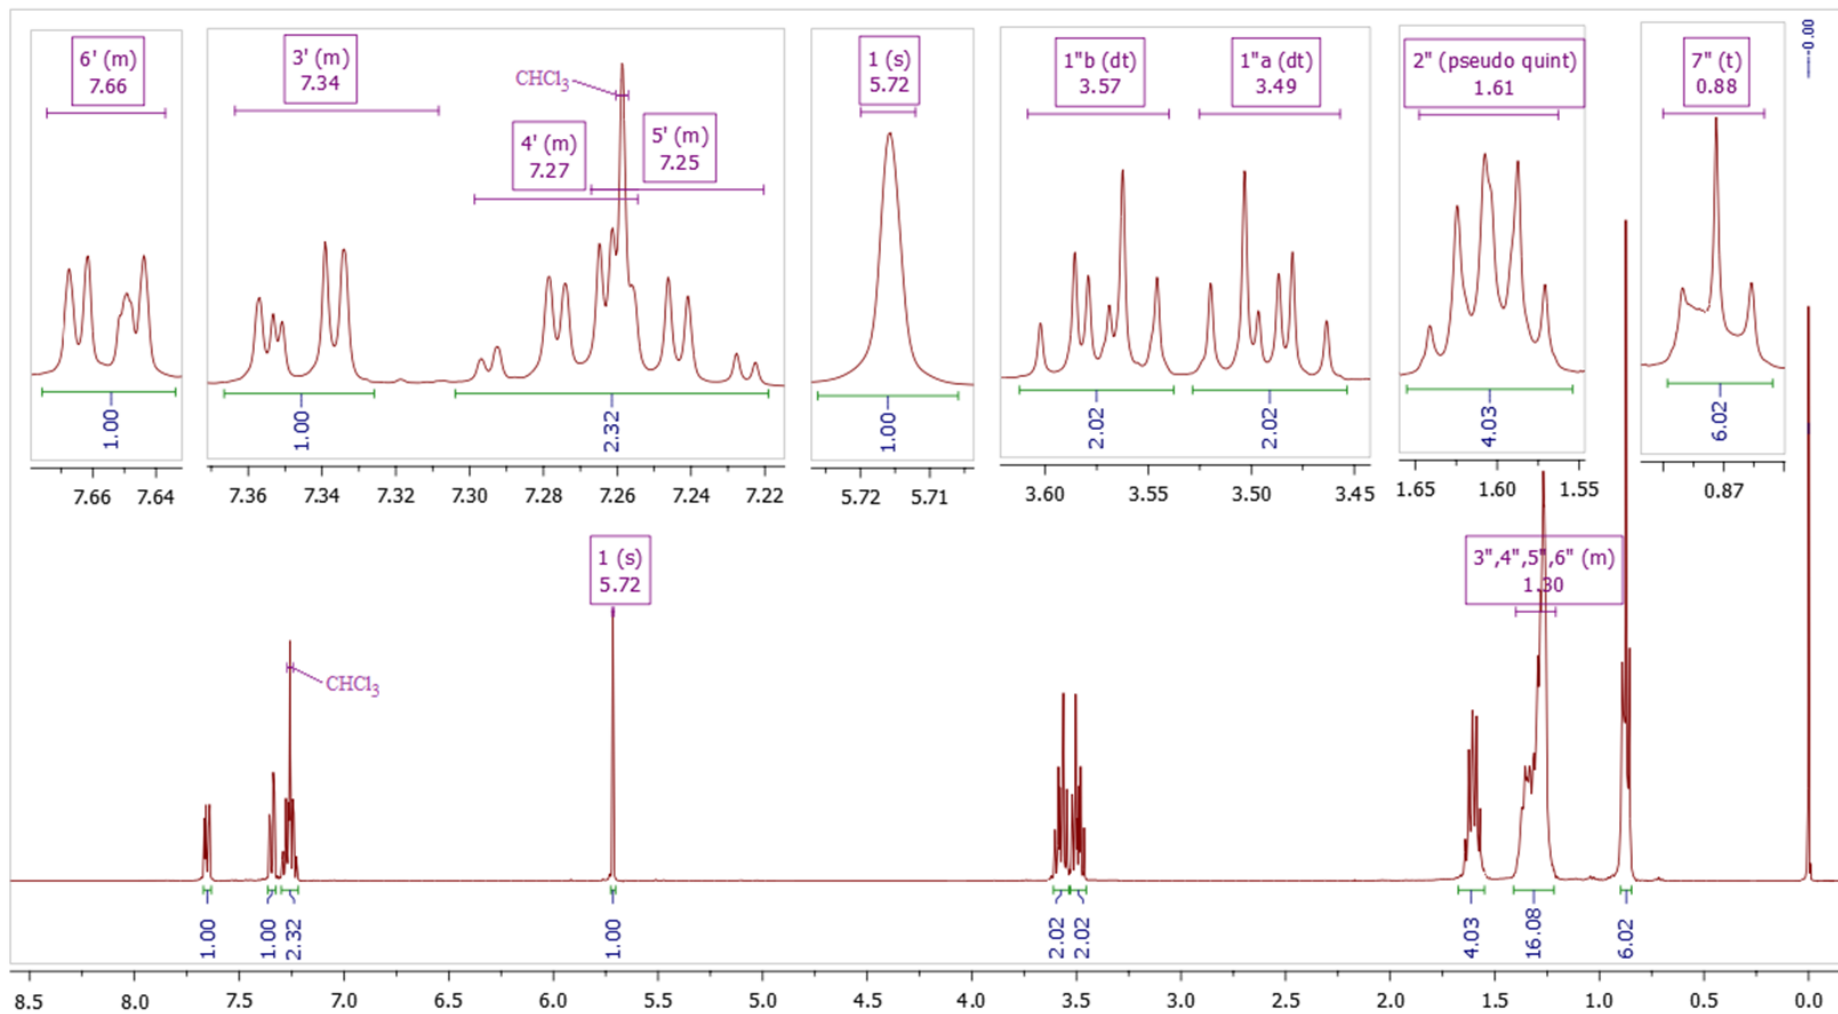 6' (m)
7.66
3' (m)
7.34
CHCl3
4' (m)
7.27
5' (m)
7.25
1 (s)
5.72
1"b (dt)
3.57
1"a (dt)
3.49
2" (pseudo quint)
1.61
7" (t)
0.88
-0.00
1.00
1.00
2.32
1.00
2.02
2.02
4.03
6.02
7.66 7.64
7.36 7.34 7.32 7.30 7.28 7.26 7.24 7.22
5.72 5.71
3.60 3.55 3.50 3.45
1.65 1.60 1.55
0.87
1 (s)
5.72
3",4",5",6" (m)
1.30
CHCl3
1.00
1.00
2.32
1.00
2.02
2.02
4.03
16.08
6.02
8.5 8.0 7.5 7.0 6.5 6.0 5.5 5.0 4.5 4.0 3.5 3.0 2.5 2.0 1.5 1.0 0.5 0.0